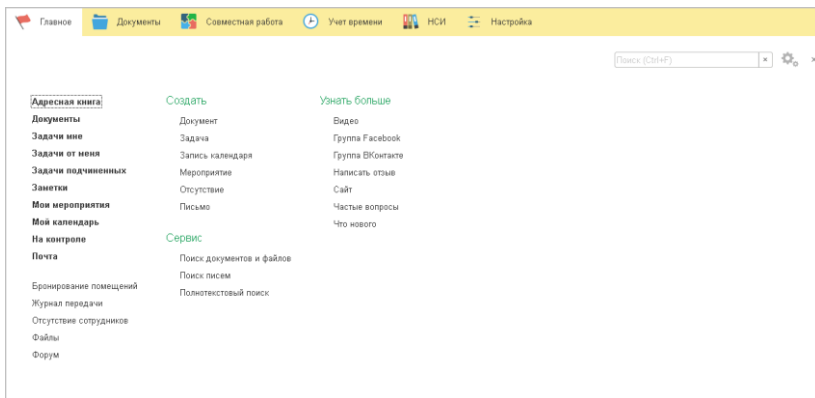 Главное Документы Совместная работа Учет времени НСИ Настройка
Поиск (Ctrl+F)
Адресная книга
Документы
Задачи мне
Задачи от меня
Задачи подчиненных
Заметки
Мои мероприятия
Мой календарь
На контроле
Почта
Бронирование помещений
Журнал передачи
Отсутствие сотрудников
Файлы
Форум
Создать
Документ
Задача
Запись календаря
Мероприятие
Отсутствие
Письмо
Сервис
Поиск документов и файлов
Поиск писем
Полнотекстовый поиск
Узнать больше
Видео
Группа Facebook
Группа ВКонтакте
Написать отзыв
Сайт
Частые вопросы
Что нового